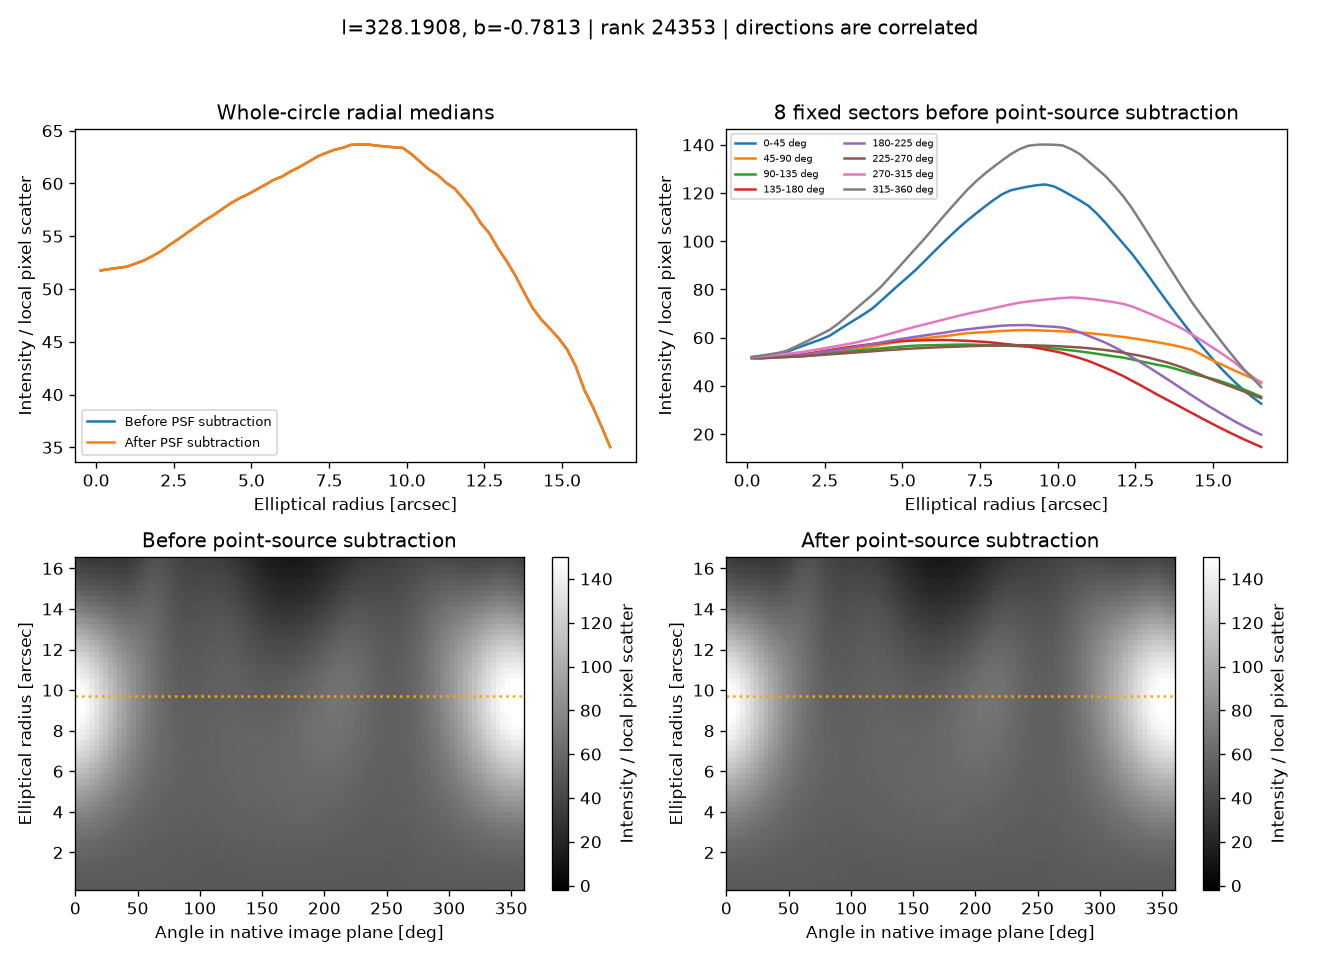 l=328.1908, b=-0.7813 | rank 24353 | directions are correlated
Whole-circle radial medians
65
60
55
50
45
40
35
Intensity / local pixel scatter
Before PSF subtraction
After PSF subtraction
0.0 2.5 5.0 7.5 10.0 12.5 15.0
Elliptical radius [arcsec]
8 fixed sectors before point-source subtraction
140
120
100
80
60
40
20
Intensity / local pixel scatter
0-45 deg
45-90 deg
90-135 deg
135-180 deg
180-225 deg
225-270 deg
270-315 deg
315-360 deg
0.0 2.5 5.0 7.5 10.0 12.5 15.0
Elliptical radius [arcsec]
Before point-source subtraction
16
14
12
10
8
6
4
2
Elliptical radius [arcsec]
0 50 100 150 200 250 300 350
Angle in native image plane [deg]
140
120
100
80
60
40
20
0
Intensity / local pixel scatter
After point-source subtraction
16
14
12
10
8
6
4
2
Elliptical radius [arcsec]
0 50 100 150 200 250 300 350
Angle in native image plane [deg]
140
120
100
80
60
40
20
0
Intensity / local pixel scatter